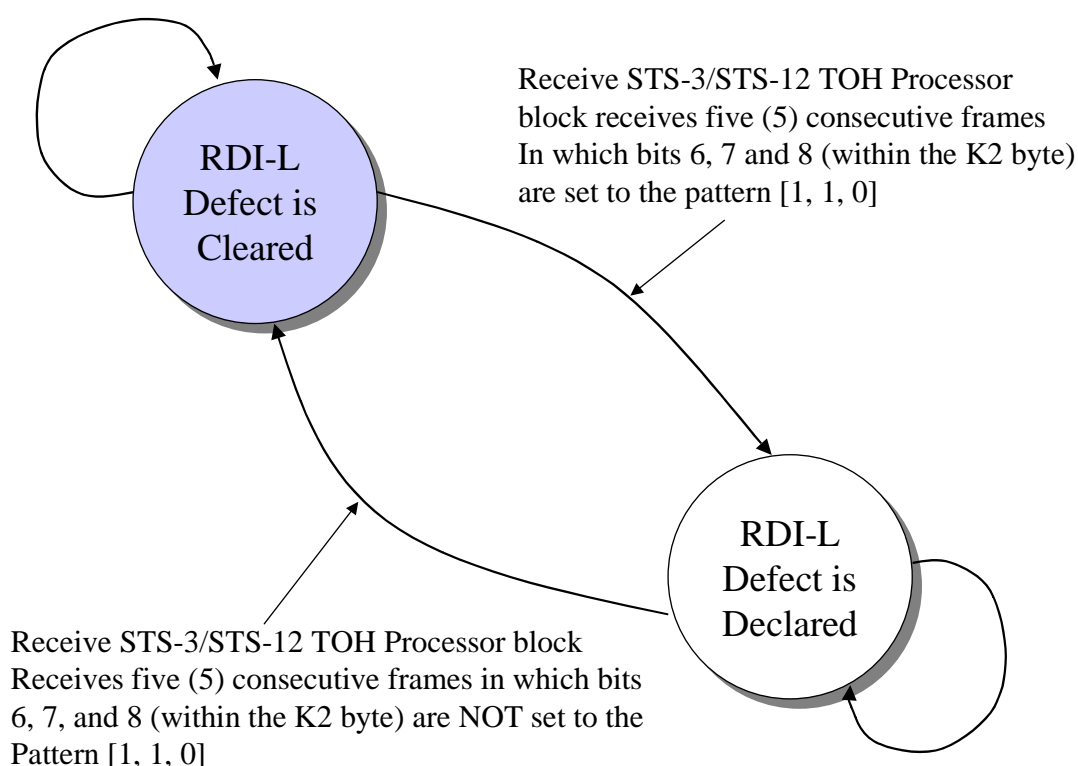 RDI-L
Defect is
Cleared
Receive STS-3/STS-12 TOH Processor
block receives five (5) consecutive frames
In which bits 6, 7 and 8 (within the K2 byte)
are set to the pattern [1, 1, 0]
RDI-L
Defect is
Declared
Receive STS-3/STS-12 TOH Processor block
Receives five (5) consecutive frames in which bits
6, 7, and 8 (within the K2 byte) are NOT set to the
Pattern [1, 1, 0]